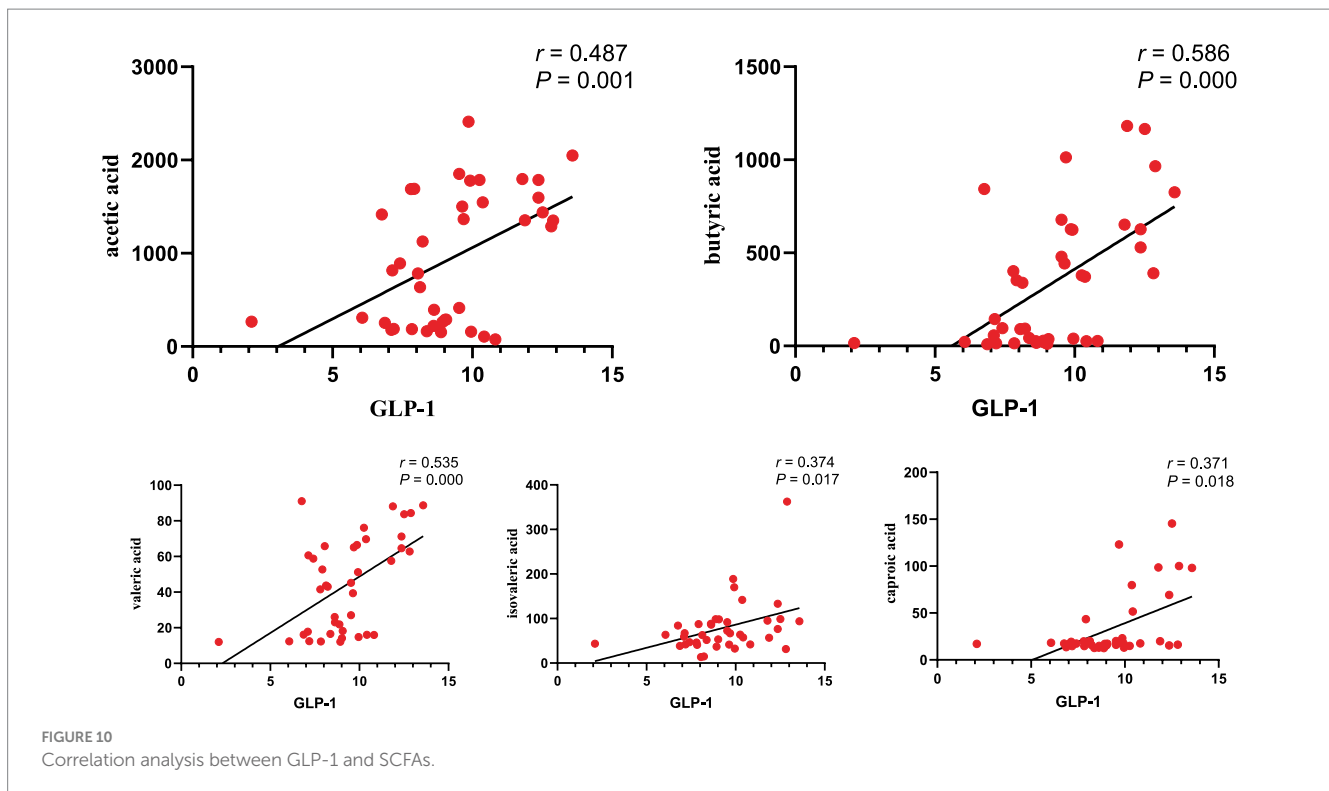 r = 0.487
P = 0.001
3000
2000
1000
0
acetic acid
0
5
10
15
GLP-1
r = 0.586
P = 0.000
1500
1000
500
0
butyric acid
0
5
10
15
GLP-1
r = 0.535
P = 0.000
100
80
60
40
20
0
valeric acid
0
5
10
15
GLP-1
r = 0.374
P = 0.017
400
300
200
100
0
isovaleric acid
0
5
10
15
GLP-1
r = 0.371
P = 0.018
200
150
100
50
0
caproic acid
0
5
10
15
GLP-1
FIGURE 10
Correlation analysis between GLP-1 and SCFAs.